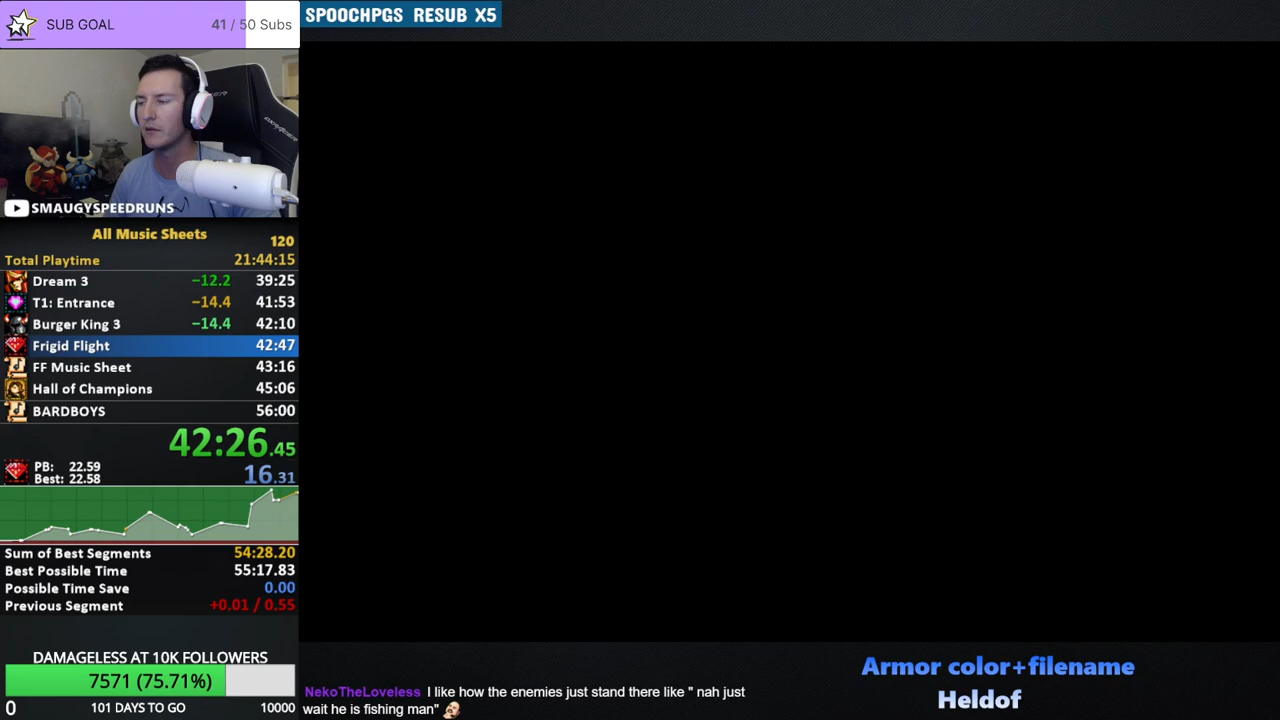 SUB GOAL 41 / 50 Subs
SPOOCHPGS RESUB X5
SMAUGYSPEEDRUNS
All Music Sheets
120
Total Playtime 21:44:15
Dream 3 −12.2 39:25
T1: Entrance −14.4 41:53
Burger King 3 −14.4 42:10
Frigid Flight 42:47
FF Music Sheet 43:16
Hall of Champions 45:06
BARDBOYS 56:00
42:26.45
PB: 22.59
Best: 22.58
16.31
Sum of Best Segments 54:28.20
Best Possible Time 55:17.83
Possible Time Save 0.00
Previous Segment +0.01 / 0.55
DAMAGELESS AT 10K FOLLOWERS
7571 (75.71%)
0 101 DAYS TO GO 10000
NekoTheLoveless I like how the enemies just stand there like " nah just
wait he is fishing man"
Armor color+filename
Heldof